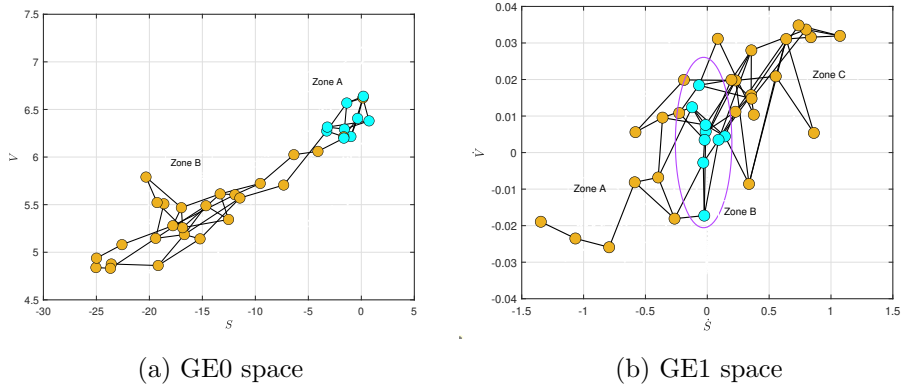 7.5
7
6.5
6
5.5
5
4.5
V
-30
-25
-20
-15
-10
-5
0
5
S
Zone A
Zone B
(a) GE0 space
0.04
0.03
0.02
0.01
0
-0.01
-0.02
-0.03
-0.04
V̇
-1.5
-1
-0.5
0
0.5
1
1.5
Ṡ
Zone C
Zone A
Zone B
(b) GE1 space